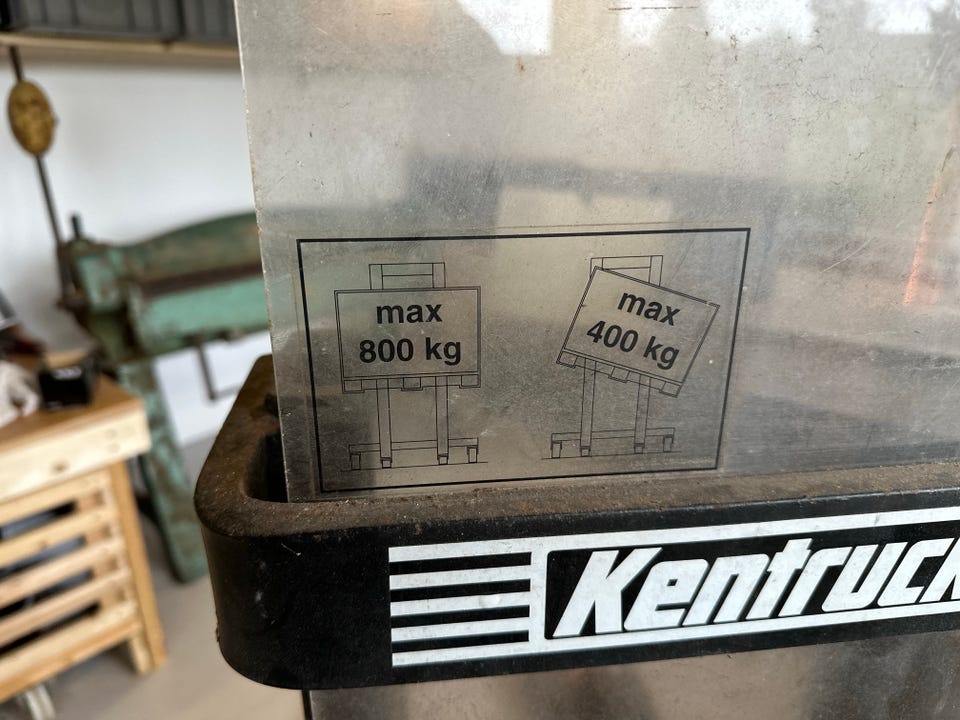 max
800 kg
max
400 kg
Kentruck